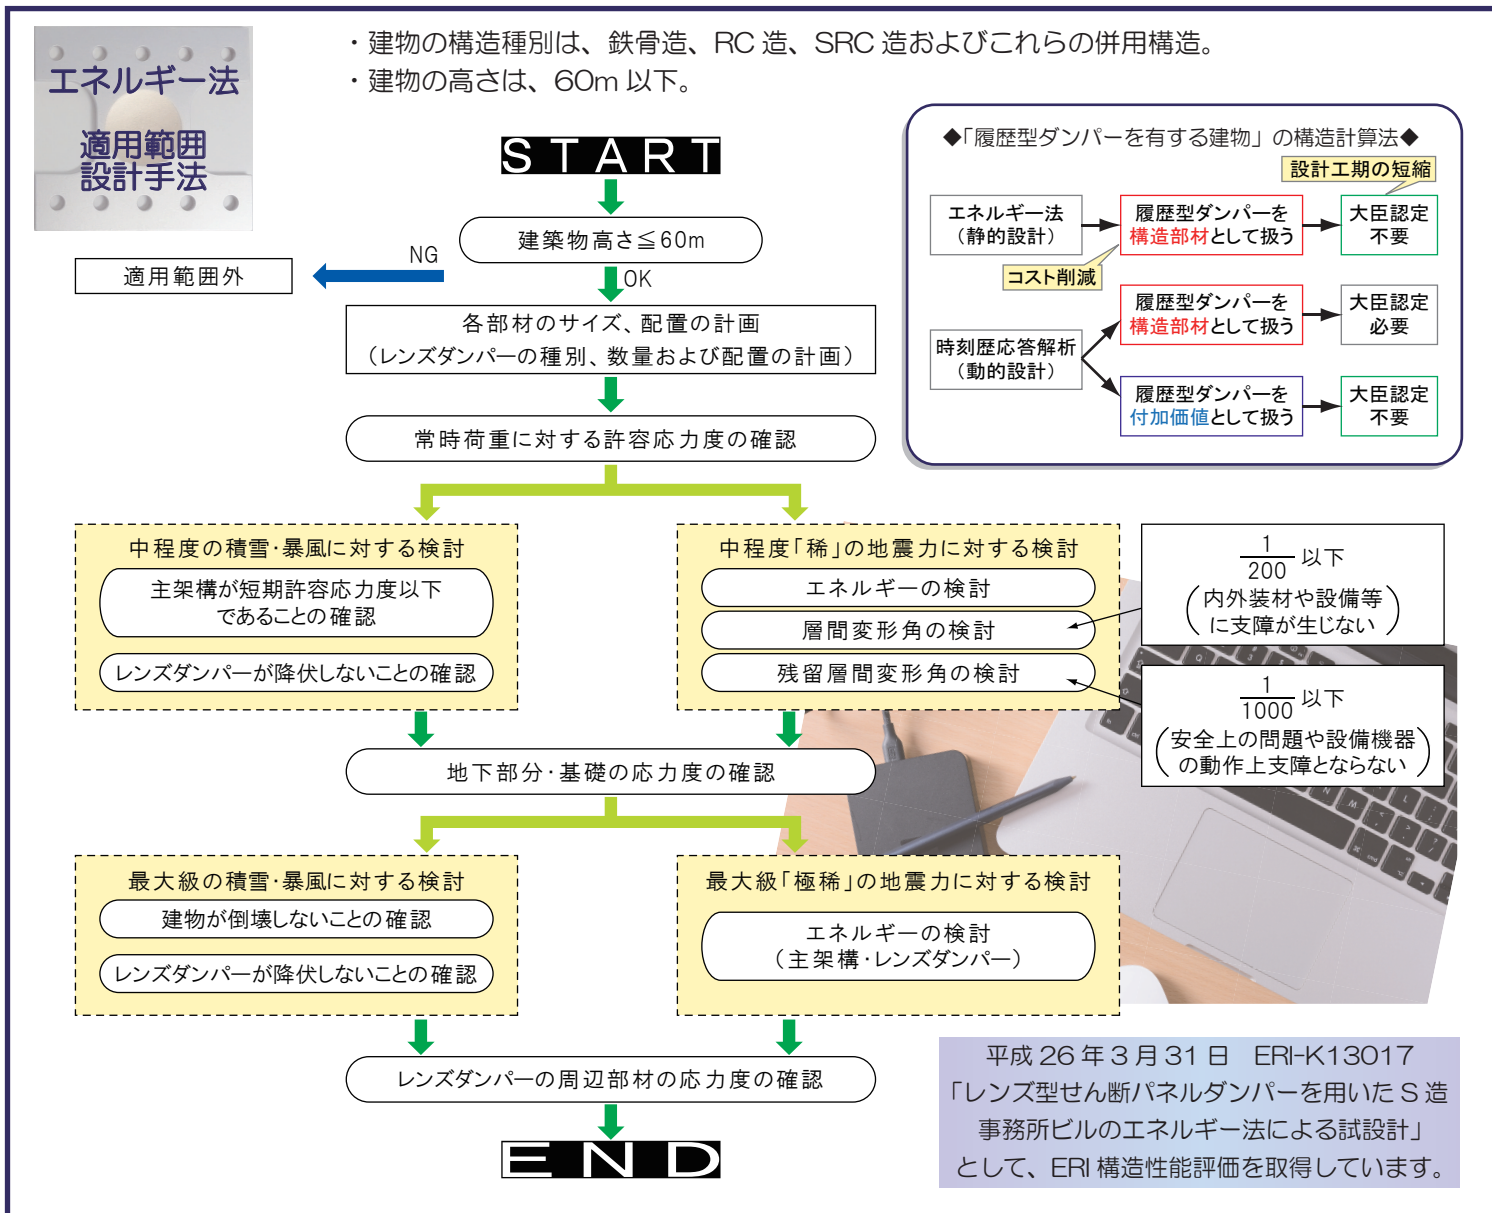 エネルギー法
適用範囲
設計手法
・建物の構造種別は、鉄骨造、RC 造、SRC 造およびこれらの併用構造。
・建物の高さは、60m 以下。
START
建築物高さ≦60m
NG
適用範囲外
OK
各部材のサイズ、配置の計画
（レンズダンパーの種別、数量および配置の計画）
常時荷重に対する許容応力度の確認
◆「履歴型ダンパーを有する建物」の構造計算法◆
設計工期の短縮
エネルギー法
（静的設計）
履歴型ダンパーを
構造部材として扱う
大臣認定
不要
コスト削減
時刻歴応答解析
（動的設計）
履歴型ダンパーを
構造部材として扱う
大臣認定
必要
履歴型ダンパーを
付加価値として扱う
大臣認定
不要
中程度の積雪・暴風に対する検討
主架構が短期許容応力度以下
であることの確認
レンズダンパーが降伏しないことの確認
中程度「稀」の地震力に対する検討
エネルギーの検討
層間変形角の検討
残留層間変形角の検討
1
200 以下
（内外装材や設備等
に支障が生じない）
1
1000 以下
（安全上の問題や設備機器
の動作上支障とならない）
地下部分・基礎の応力度の確認
最大級の積雪・暴風に対する検討
建物が倒壊しないことの確認
レンズダンパーが降伏しないことの確認
最大級「極稀」の地震力に対する検討
エネルギーの検討
（主架構・レンズダンパー）
レンズダンパーの周辺部材の応力度の確認
END
平成 26 年 3 月 31 日　ERI-K13017
「レンズ型せん断パネルダンパーを用いた S 造
事務所ビルのエネルギー法による試設計」
として、ERI 構造性能評価を取得しています。